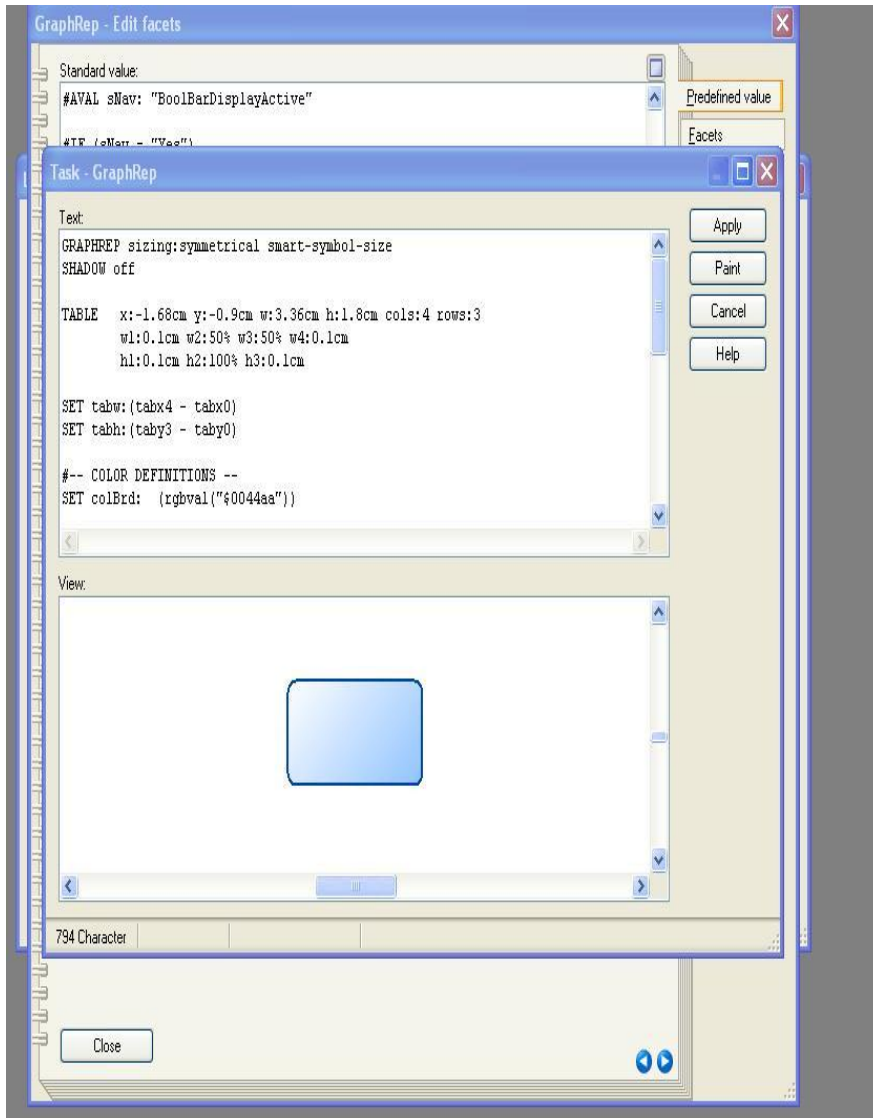 GraphRep - Edit facets
Standard value:
#AVAL sNav: "BoolBarDisplayActive"
Predefined value
Facets
Task - GraphRep
Text:
GRAPHREP sizing:symmetrical smart-symbol-size
SHADOW off
TABLE x:-1.68cm y:-0.9cm w:3.36cm h:1.8cm cols:4 rows:3
w1:0.1cm w2:50% w3:50% w4:0.1cm
h1:0.1cm h2:100% h3:0.1cm
SET tabw:(tabx4 - tabx0)
SET tabh:(taby3 - taby0)
#-- COLOR DEFINITIONS --
SET colBrd: (rgbval("$0044aa"))
Apply
Paint
Cancel
Help
View:
794 Character
Close